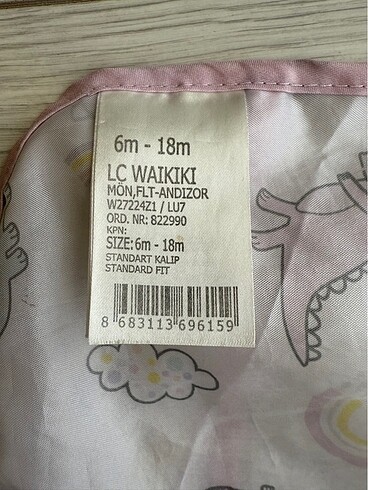 6m - 18m
LC WAIKIKI
MÖN,FLT-ANDIZOR
W27224Z1 / LU7
ORD. NR: 822990
KPN:
SIZE: 6m - 18m
STANDART KALIP
STANDARD FIT
8 683113 696159